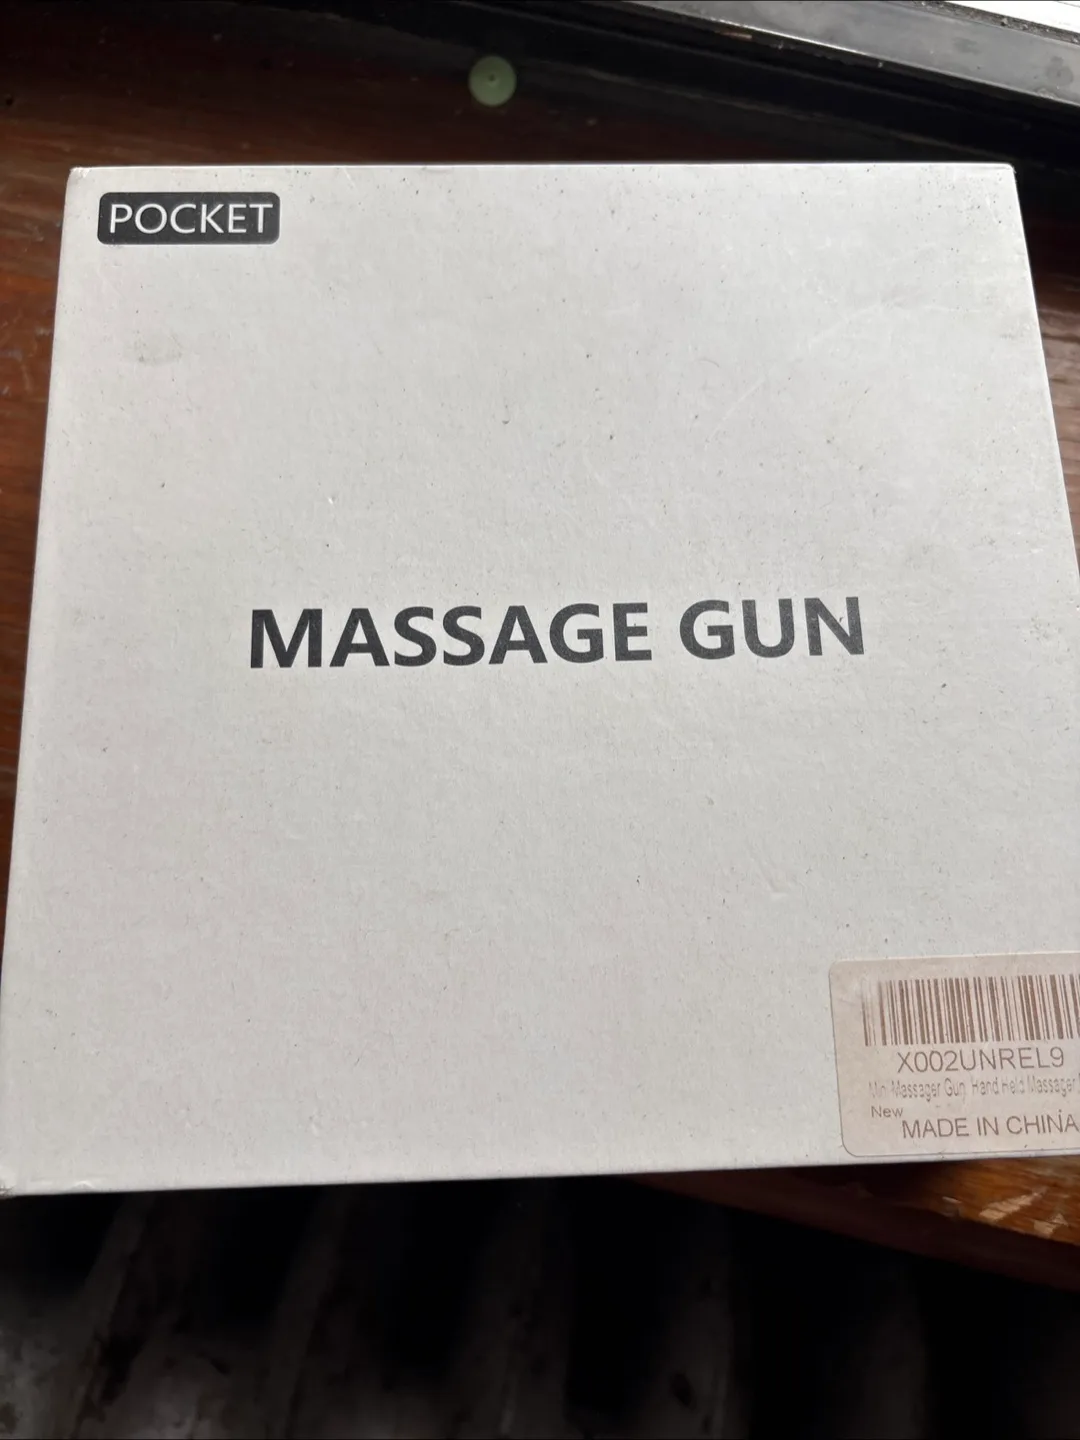 POCKET
MASSAGE GUN
X002UNREL9
Massager Gun, Hand Held Massager
New
MADE IN CHINA